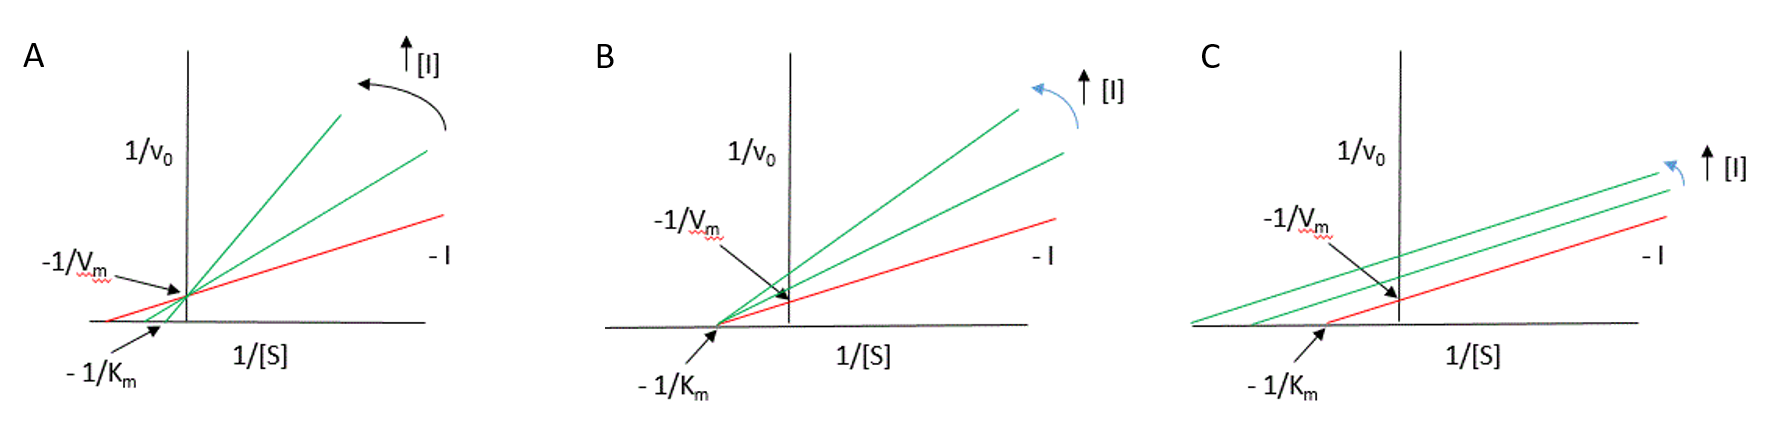 A
[I]
1/v₀
-1/Vₘ
- I
1/[S]
- 1/Kₘ
B
[I]
1/v₀
-1/Vₘ
- I
1/[S]
- 1/Kₘ
C
[I]
1/v₀
-1/Vₘ
- I
1/[S]
- 1/Kₘ